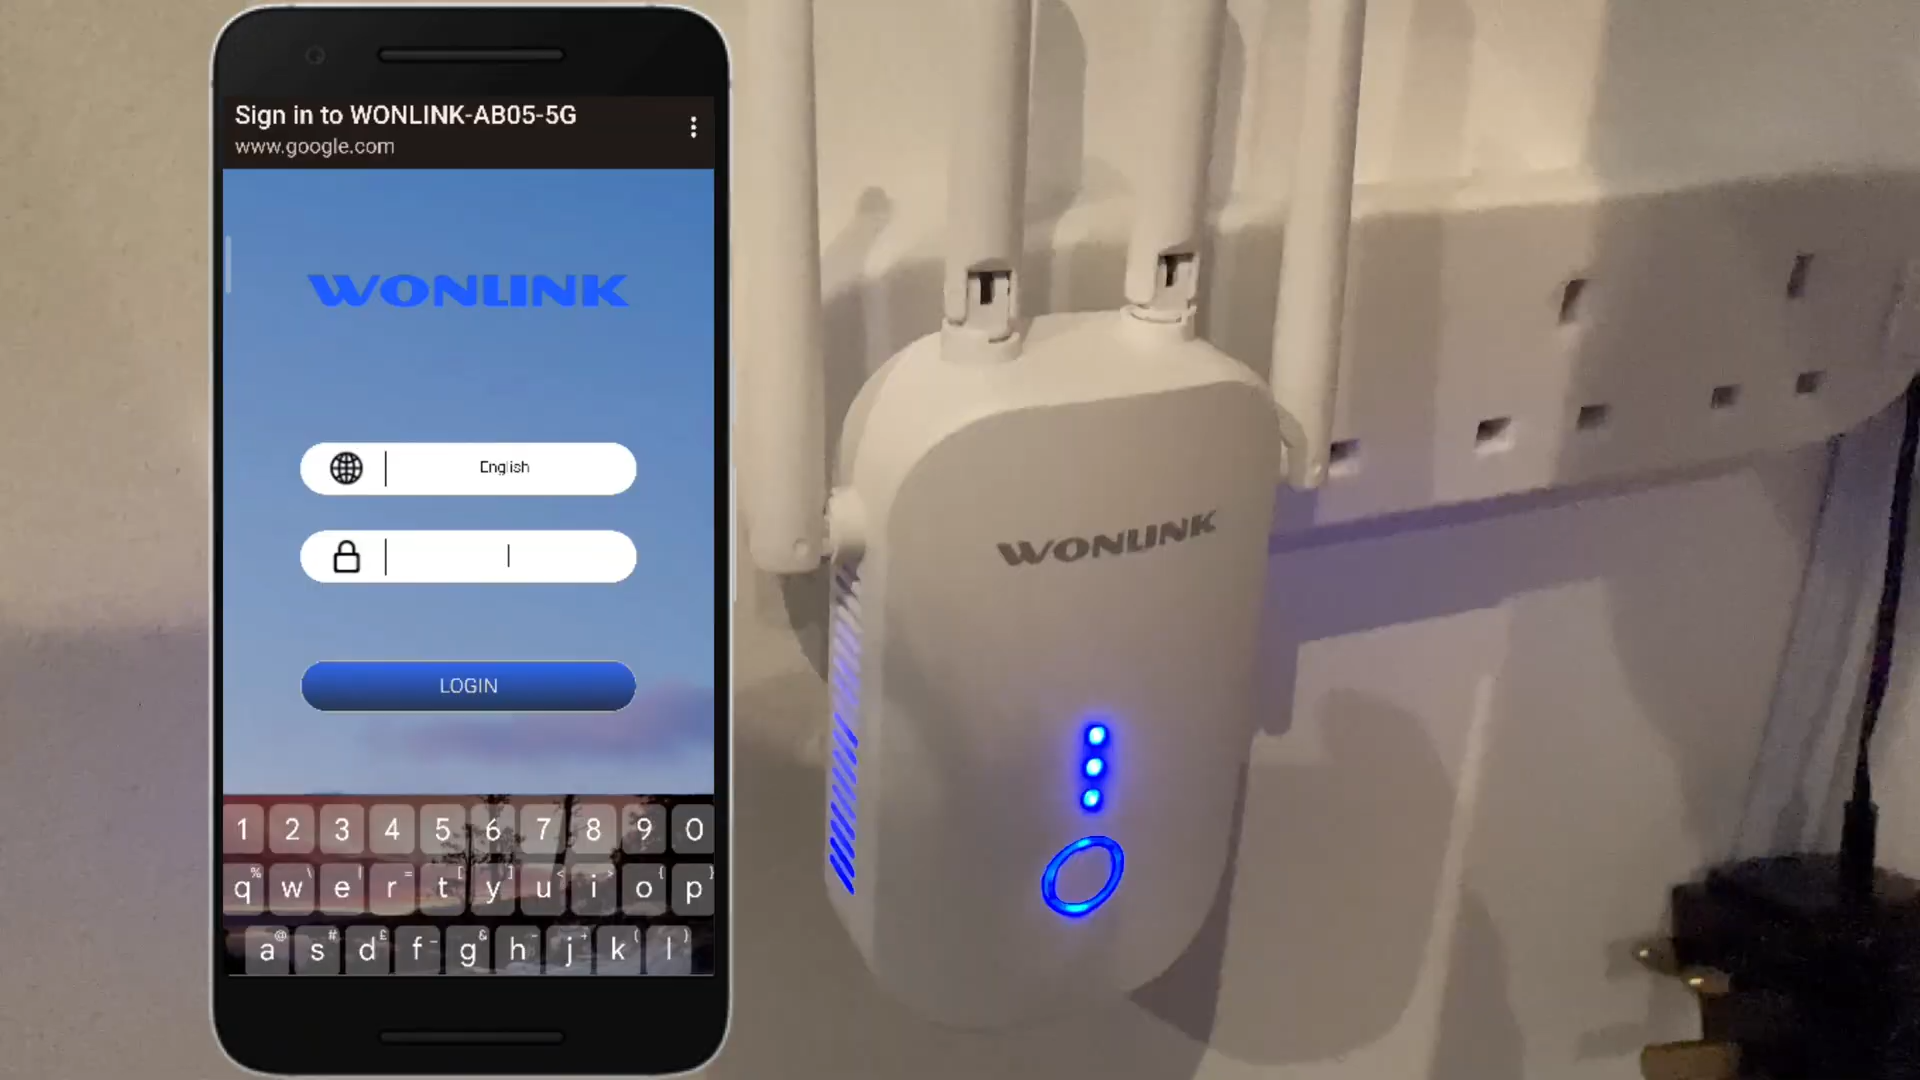 Sign in to WONLINK-AB05-5G
www.google.com
WONLINK
English
LOGIN
1 2 3 4 5 6 7 8 9 0
q w e r t y u i o p
a s d f g h j k l
WONLINK